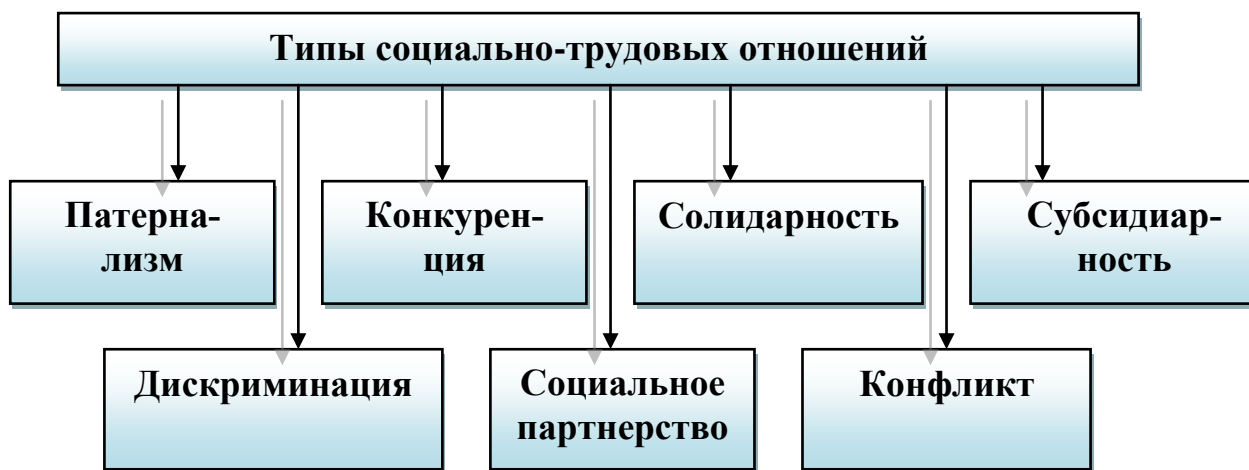 Типы социально-трудовых отношений
Патерна-
лизм
Конкурен-
ция
Солидарность
Субсидиар-
ность
Дискриминация
Социальное
партнерство
Конфликт